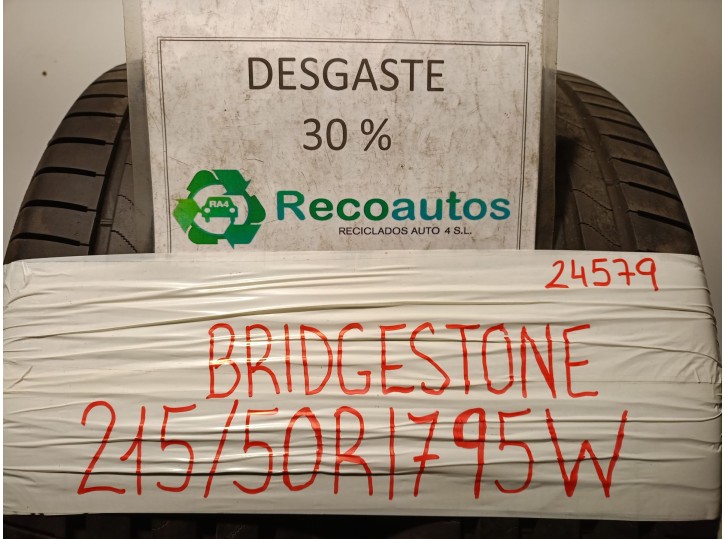 DESGASTE
30 %
RA4
Recoautos
RECICLADOS AUTO 4 S.L.
24579
BRIDGESTONE
215/50R1795W